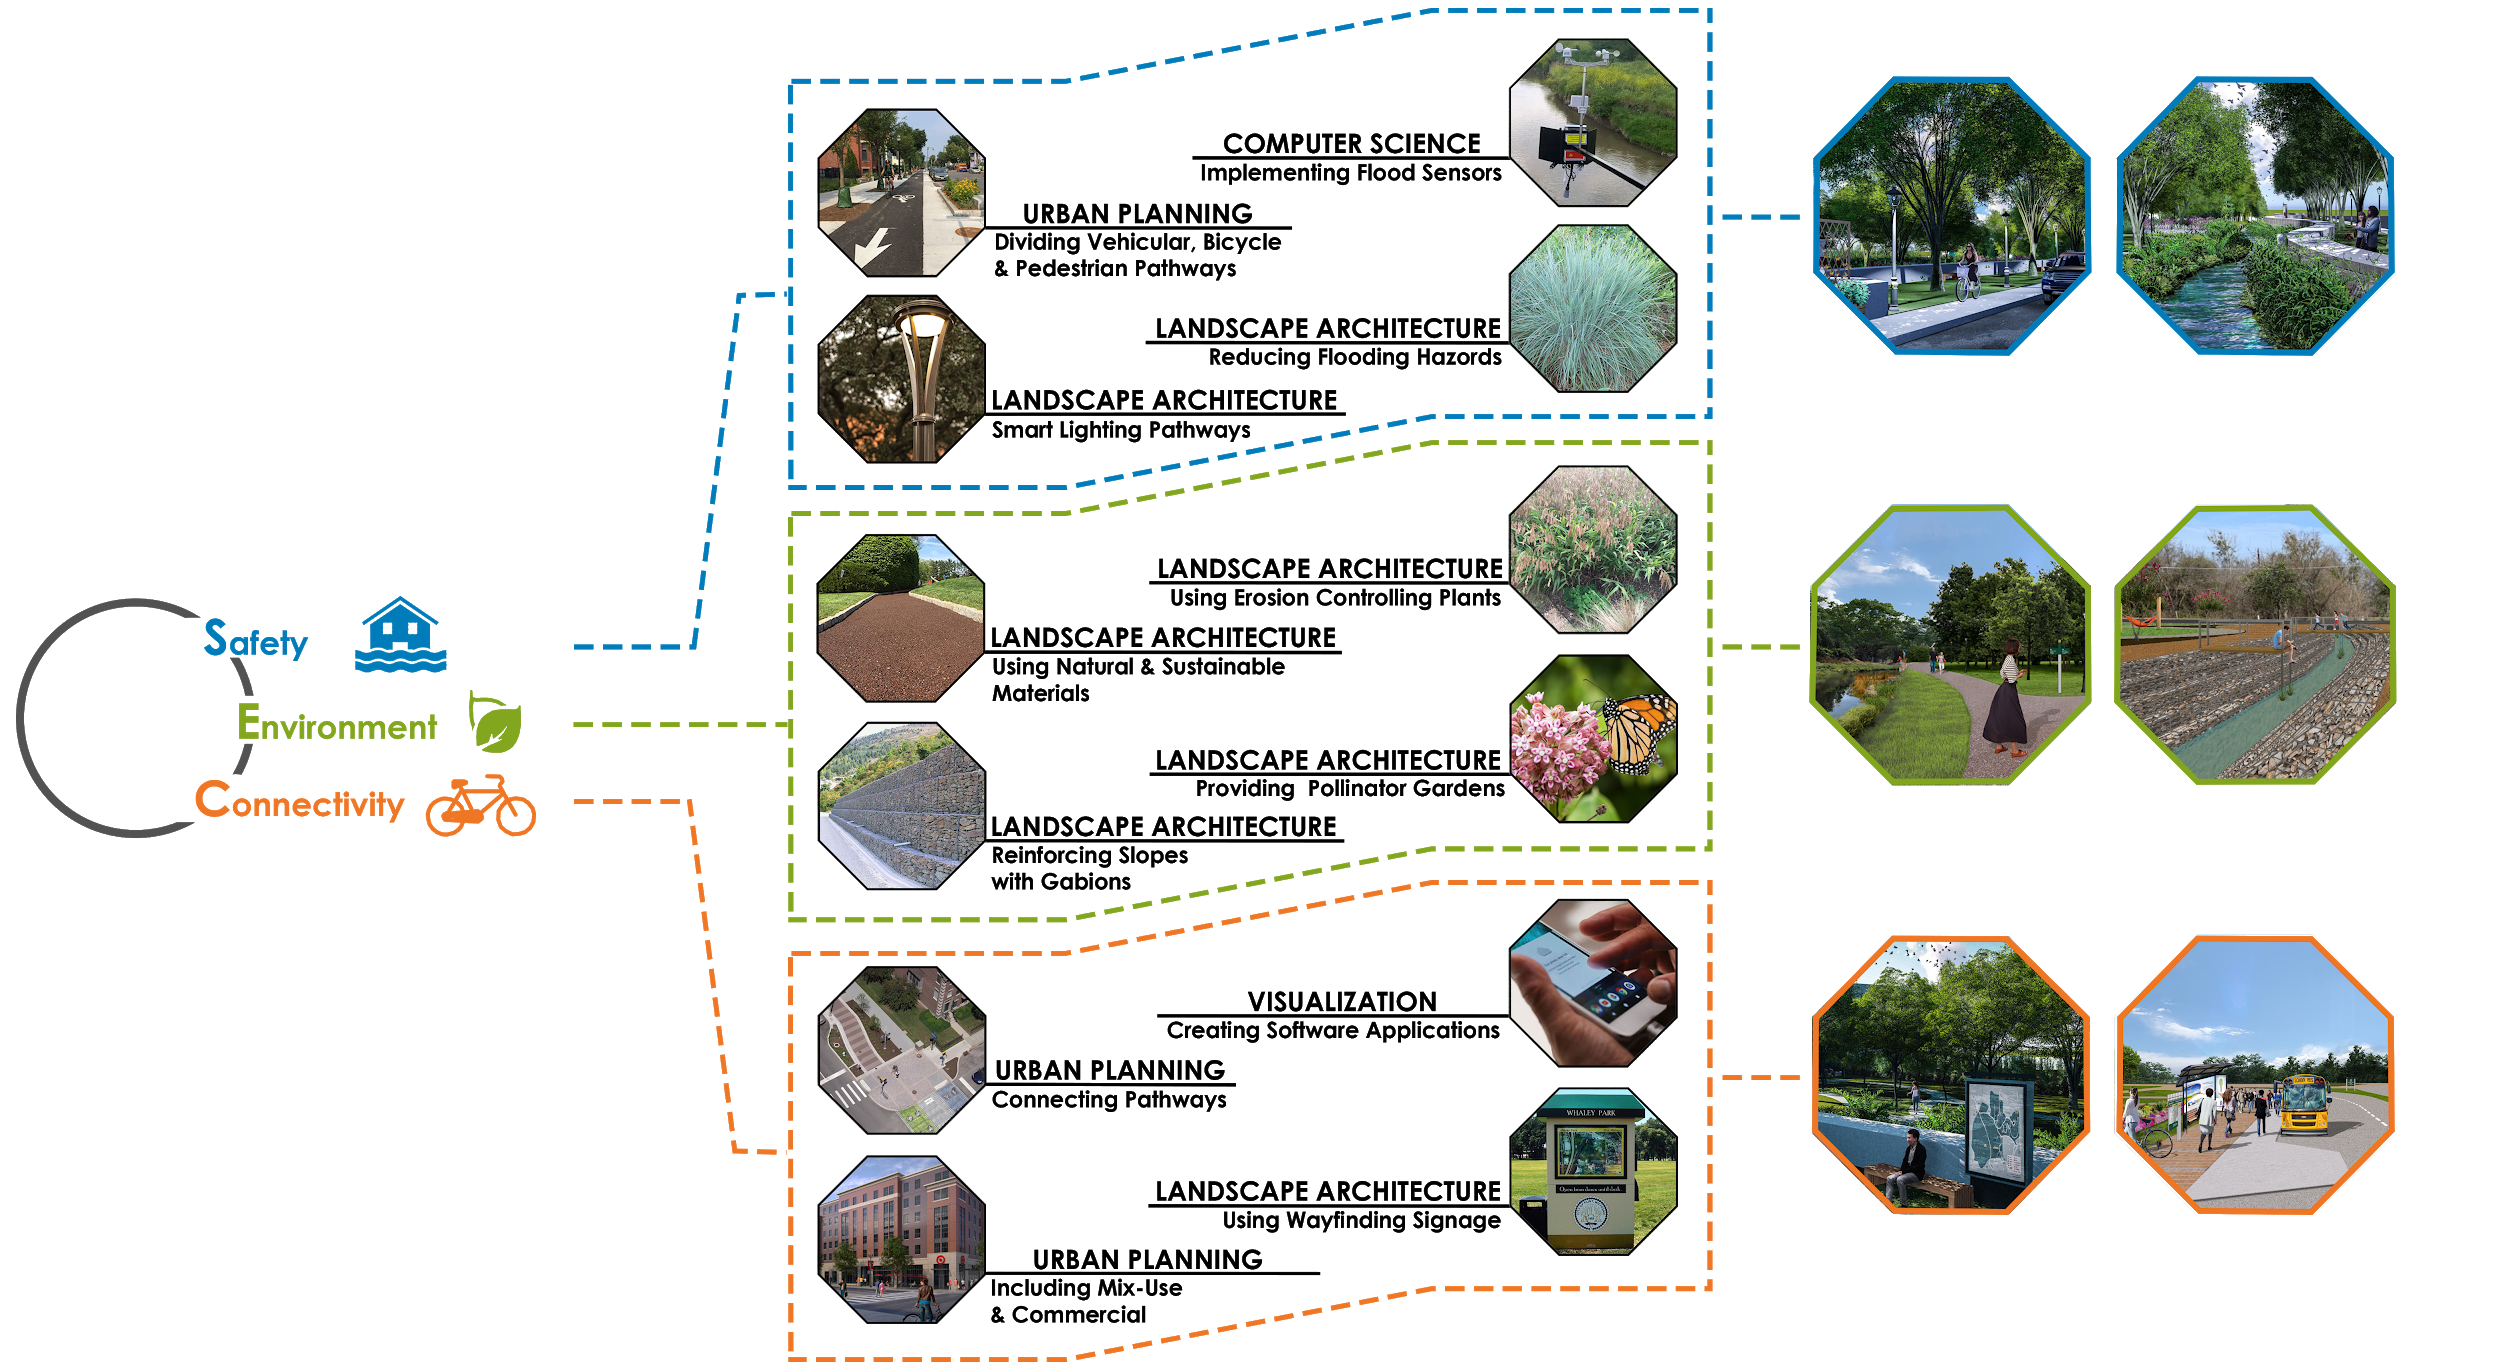 Safety
Environment
Connectivity
URBAN PLANNING
Dividing Vehicular, Bicycle
& Pedestrian Pathways
COMPUTER SCIENCE
Implementing Flood Sensors
LANDSCAPE ARCHITECTURE
Smart Lighting Pathways
LANDSCAPE ARCHITECTURE
Reducing Flooding Hazords
LANDSCAPE ARCHITECTURE
Using Natural & Sustainable
Materials
LANDSCAPE ARCHITECTURE
Using Erosion Controlling Plants
LANDSCAPE ARCHITECTURE
Reinforcing Slopes
with Gabions
LANDSCAPE ARCHITECTURE
Providing Pollinator Gardens
URBAN PLANNING
Connecting Pathways
VISUALIZATION
Creating Software Applications
URBAN PLANNING
Including Mix-Use
& Commercial
LANDSCAPE ARCHITECTURE
Using Wayfinding Signage
WHALEY PARK
SCHOOL BUS